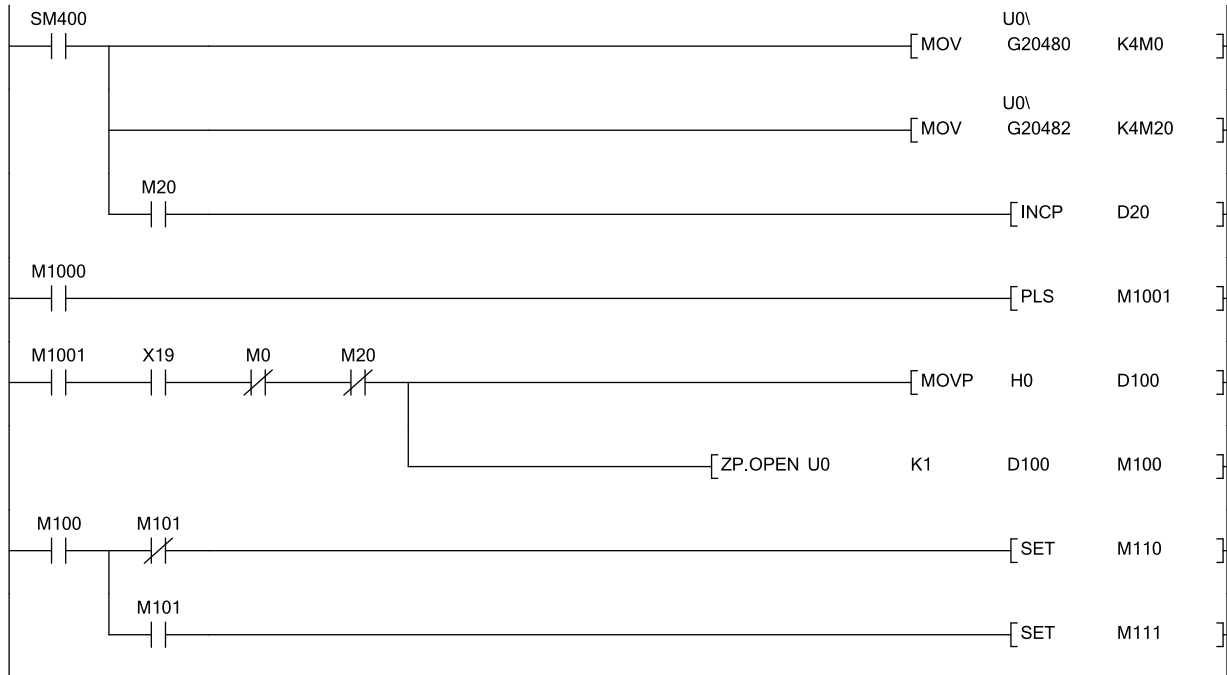 SM400
U0\
[MOV G20480 K4M0 ]
U0\
[MOV G20482 K4M20 ]
M20
[INCP D20 ]
M1000
[PLS M1001 ]
M1001 X19 M0 M20
[MOVP H0 D100 ]
[ZP.OPEN U0 K1 D100 M100 ]
M100 M101
[SET M110 ]
M101
[SET M111 ]